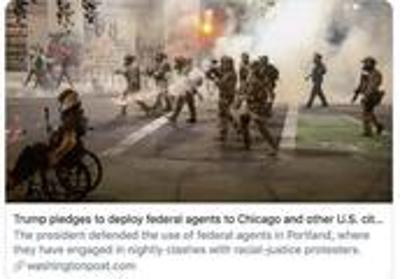 Trump pledges to deploy federal agents to Chicago and other U.S. cit...
The president defended the use of federal agents in Portland, where
they have engaged in nightly clashes with racial-justice protesters.
washingtonpost.com